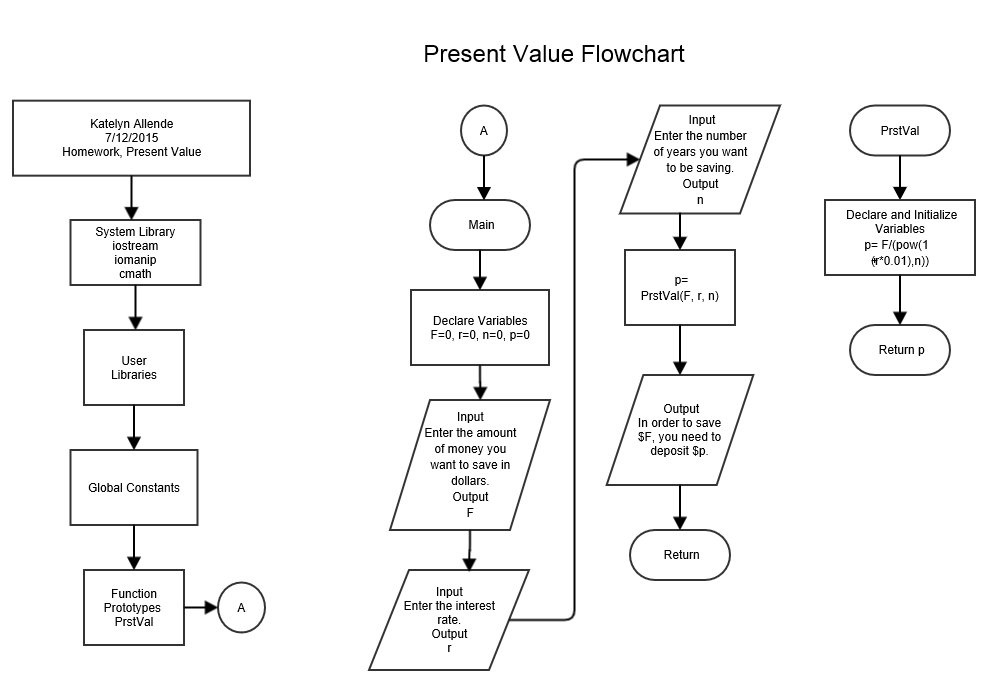 Present Value Flowchart
Katelyn Allende
7/12/2015
Homework, Present Value
System Library
iostream
iomanip
cmath
User
Libraries
Global Constants
Function
Prototypes
PrstVal
A
A
Main
Declare Variables
F=0, r=0, n=0, p=0
Input
Enter the amount
of money you
want to save in
dollars.
Output
F
Input
Enter the interest
rate.
Output
r
Input
Enter the number
of years you want
to be saving.
Output
n
p=
PrstVal(F, r, n)
Output
In order to save
$F, you need to
deposit $p.
Return
PrstVal
Declare and Initialize
Variables
p= F/(pow(1
+(r*0.01),n))
Return p